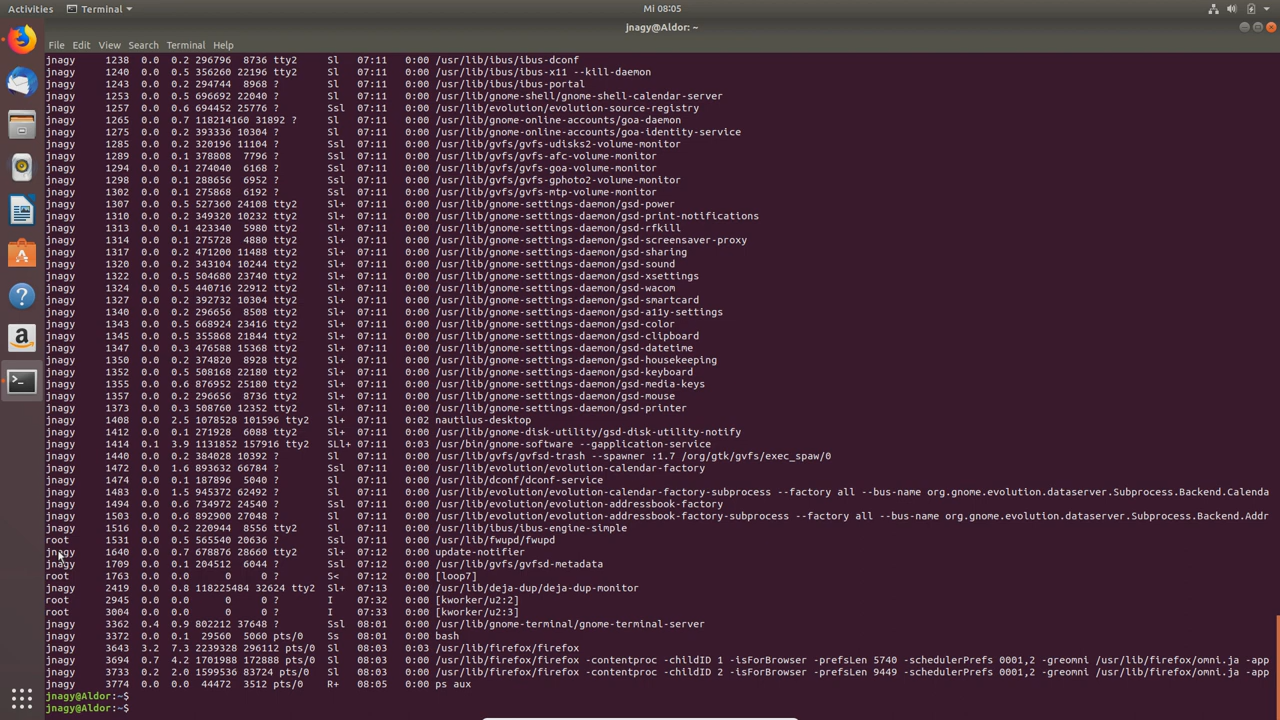 Activities Terminal Mi 08:05
jnagy@Aldor: ~
File Edit View Search Terminal Help
jnagy 1238 0.0 0.2 296796 8736 tty2 Sl 07:11 0:00 /usr/lib/ibus/ibus-dconf
jnagy 1240 0.0 0.5 356260 22196 tty2 Sl 07:11 0:00 /usr/lib/ibus/ibus-x11 --kill-daemon
jnagy 1243 0.0 0.2 294744 8968 ? Sl 07:11 0:00 /usr/lib/ibus/ibus-portal
jnagy 1253 0.0 0.5 696692 22040 ? Sl 07:11 0:00 /usr/lib/gnome-shell/gnome-shell-calendar-server
jnagy 1257 0.0 0.6 694452 25776 ? Ssl 07:11 0:00 /usr/lib/evolution/evolution-source-registry
jnagy 1265 0.0 0.7 118214160 31892 ? Sl 07:11 0:00 /usr/lib/gnome-online-accounts/goa-daemon
jnagy 1275 0.0 0.2 393336 10304 ? Sl 07:11 0:00 /usr/lib/gnome-online-accounts/goa-identity-service
jnagy 1285 0.0 0.2 320196 11104 ? Ssl 07:11 0:00 /usr/lib/gvfs/gvfs-udisks2-volume-monitor
jnagy 1289 0.0 0.1 378808 7796 ? Ssl 07:11 0:00 /usr/lib/gvfs/gvfs-afc-volume-monitor
jnagy 1294 0.0 0.1 274040 6168 ? Ssl 07:11 0:00 /usr/lib/gvfs/gvfs-goa-volume-monitor
jnagy 1298 0.0 0.1 288656 6952 ? Ssl 07:11 0:00 /usr/lib/gvfs/gvfs-gphoto2-volume-monitor
jnagy 1302 0.0 0.1 275868 6192 ? Ssl 07:11 0:00 /usr/lib/gvfs/gvfs-mtp-volume-monitor
jnagy 1307 0.0 0.5 527360 24108 tty2 Sl+ 07:11 0:00 /usr/lib/gnome-settings-daemon/gsd-power
jnagy 1310 0.0 0.2 349320 10232 tty2 Sl+ 07:11 0:00 /usr/lib/gnome-settings-daemon/gsd-print-notifications
jnagy 1313 0.0 0.1 423340 5980 tty2 Sl+ 07:11 0:00 /usr/lib/gnome-settings-daemon/gsd-rfkill
jnagy 1314 0.0 0.1 275728 4880 tty2 Sl+ 07:11 0:00 /usr/lib/gnome-settings-daemon/gsd-screensaver-proxy
jnagy 1317 0.0 0.2 471200 11488 tty2 Sl+ 07:11 0:00 /usr/lib/gnome-settings-daemon/gsd-sharing
jnagy 1320 0.0 0.2 343104 10244 tty2 Sl+ 07:11 0:00 /usr/lib/gnome-settings-daemon/gsd-sound
jnagy 1322 0.0 0.5 504680 23740 tty2 Sl+ 07:11 0:00 /usr/lib/gnome-settings-daemon/gsd-xsettings
jnagy 1324 0.0 0.5 440716 22912 tty2 Sl+ 07:11 0:00 /usr/lib/gnome-settings-daemon/gsd-wacom
jnagy 1327 0.0 0.2 392732 10304 tty2 Sl+ 07:11 0:00 /usr/lib/gnome-settings-daemon/gsd-smartcard
jnagy 1340 0.0 0.2 296656 8508 tty2 Sl+ 07:11 0:00 /usr/lib/gnome-settings-daemon/gsd-a11y-settings
jnagy 1343 0.0 0.5 668924 23416 tty2 Sl+ 07:11 0:00 /usr/lib/gnome-settings-daemon/gsd-color
jnagy 1345 0.0 0.5 355868 21844 tty2 Sl+ 07:11 0:00 /usr/lib/gnome-settings-daemon/gsd-clipboard
jnagy 1347 0.0 0.3 476588 15368 tty2 Sl+ 07:11 0:00 /usr/lib/gnome-settings-daemon/gsd-datetime
jnagy 1350 0.0 0.2 374820 8928 tty2 Sl+ 07:11 0:00 /usr/lib/gnome-settings-daemon/gsd-housekeeping
jnagy 1352 0.0 0.5 508168 22180 tty2 Sl+ 07:11 0:00 /usr/lib/gnome-settings-daemon/gsd-keyboard
jnagy 1355 0.0 0.6 876952 25180 tty2 Sl+ 07:11 0:00 /usr/lib/gnome-settings-daemon/gsd-media-keys
jnagy 1357 0.0 0.2 296656 8736 tty2 Sl+ 07:11 0:00 /usr/lib/gnome-settings-daemon/gsd-mouse
jnagy 1373 0.0 0.3 508760 12352 tty2 Sl+ 07:11 0:00 /usr/lib/gnome-settings-daemon/gsd-printer
jnagy 1408 0.0 2.5 1078528 101596 tty2 Sl+ 07:11 0:02 nautilus-desktop
jnagy 1412 0.0 0.1 271928 6088 tty2 Sl+ 07:11 0:00 /usr/lib/gnome-disk-utility/gsd-disk-utility-notify
jnagy 1414 0.1 3.9 1131852 157916 tty2 SLl+ 07:11 0:03 /usr/bin/gnome-software --gapplication-service
jnagy 1440 0.0 0.2 384028 10392 ? Sl 07:11 0:00 /usr/lib/gvfs/gvfsd-trash --spawner :1.7 /org/gtk/gvfs/exec_spaw/0
jnagy 1472 0.0 1.6 893632 66784 ? Ssl 07:11 0:00 /usr/lib/evolution/evolution-calendar-factory
jnagy 1474 0.0 0.1 187896 5040 ? Sl 07:11 0:00 /usr/lib/dconf/dconf-service
jnagy 1483 0.0 1.5 945372 62492 ? Sl 07:11 0:00 /usr/lib/evolution/evolution-calendar-factory-subprocess --factory all --bus-name org.gnome.evolution.dataserver.Subprocess.Backend.Calenda
jnagy 1494 0.0 0.6 734972 24540 ? Ssl 07:11 0:00 /usr/lib/evolution/evolution-addressbook-factory
jnagy 1503 0.0 0.6 892900 27048 ? Sl 07:11 0:00 /usr/lib/evolution/evolution-addressbook-factory-subprocess --factory all --bus-name org.gnome.evolution.dataserver.Subprocess.Backend.Addr
jnagy 1516 0.0 0.2 220944 8556 tty2 Sl 07:11 0:00 /usr/lib/ibus/ibus-engine-simple
root 1531 0.0 0.5 565540 20636 ? Ssl 07:11 0:00 /usr/lib/fwupd/fwupd
jnagy 1640 0.0 0.7 678876 28660 tty2 Sl+ 07:12 0:00 update-notifier
jnagy 1709 0.0 0.1 204512 6044 ? Ssl 07:12 0:00 /usr/lib/gvfs/gvfsd-metadata
root 1763 0.0 0.0 0 0 ? S< 07:12 0:00 [loop7]
jnagy 2419 0.0 0.8 118225484 32624 tty2 Sl+ 07:13 0:00 /usr/lib/deja-dup/deja-dup-monitor
root 2945 0.0 0.0 0 0 ? I 07:32 0:00 [kworker/u2:2]
root 3004 0.0 0.0 0 0 ? I 07:33 0:00 [kworker/u2:3]
jnagy 3362 0.4 0.9 802212 37648 ? Ssl 08:01 0:00 /usr/lib/gnome-terminal/gnome-terminal-server
jnagy 3372 0.0 0.1 29560 5060 pts/0 Ss 08:01 0:00 bash
jnagy 3643 3.2 7.3 2239328 296112 pts/0 Sl 08:03 0:03 /usr/lib/firefox/firefox
jnagy 3694 0.7 4.2 1701988 172888 pts/0 Sl 08:03 0:00 /usr/lib/firefox/firefox -contentproc -childID 1 -isForBrowser -prefsLen 5740 -schedulerPrefs 0001,2 -greomni /usr/lib/firefox/omni.ja -app
jnagy 3733 0.2 2.0 1599536 83724 pts/0 Sl 08:03 0:00 /usr/lib/firefox/firefox -contentproc -childID 2 -isForBrowser -prefsLen 9449 -schedulerPrefs 0001,2 -greomni /usr/lib/firefox/omni.ja -app
jnagy 3774 0.0 0.0 44472 3512 pts/0 R+ 08:05 0:00 ps aux
jnagy@Aldor:~$
jnagy@Aldor:~$